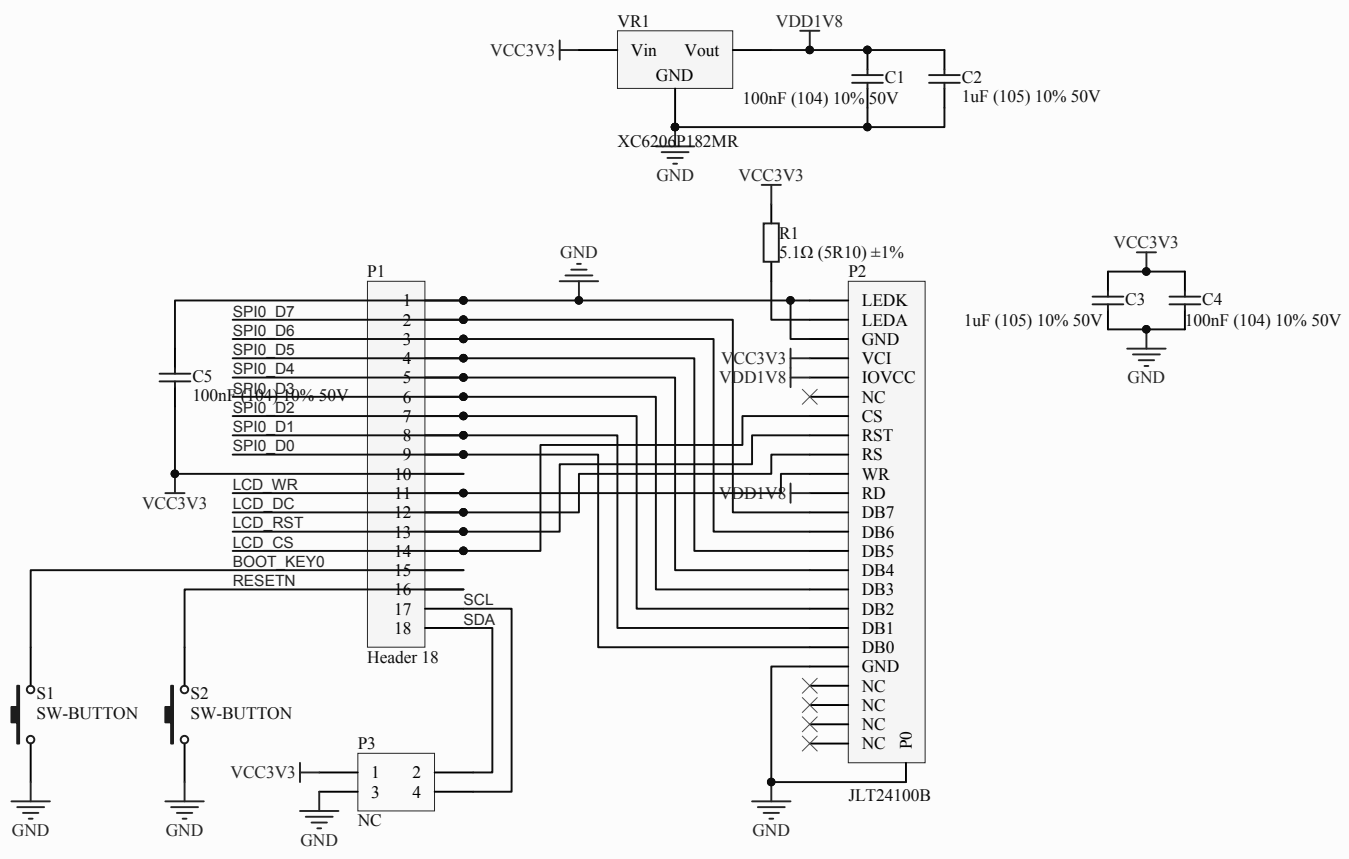 VR1
VDD1V8
VCC3V3
Vin
Vout
GND
C1
100nF (104) 10% 50V
C2
1uF (105) 10% 50V
XC6206P182MR
GND
VCC3V3
R1
5.1Ω (5R10) ±1%
GND
VCC3V3
C3
1uF (105) 10% 50V
C4
100nF (104) 10% 50V
GND
P1
1
2
3
4
5
6
7
8
9
10
11
12
13
14
15
16
17
18
Header 18
SPI0_D7
SPI0_D6
SPI0_D5
SPI0_D4
SPI0_D3
SPI0_D2
SPI0_D1
SPI0_D0
C5
100nF (104) 10% 50V
VCC3V3
LCD_WR
LCD_DC
LCD_RST
LCD_CS
BOOT_KEY0
RESETN
SCL
SDA
P2
LEDK
LEDA
GND
VCI
IOVCC
NC
CS
RST
RS
WR
RD
DB7
DB6
DB5
DB4
DB3
DB2
DB1
DB0
GND
NC
NC
NC
NC
P0
JLT24100B
VCC3V3
VDD1V8
VDD1V8
GND
S1
SW-BUTTON
GND
S2
SW-BUTTON
GND
P3
VCC3V3
1
2
3
4
NC
GND